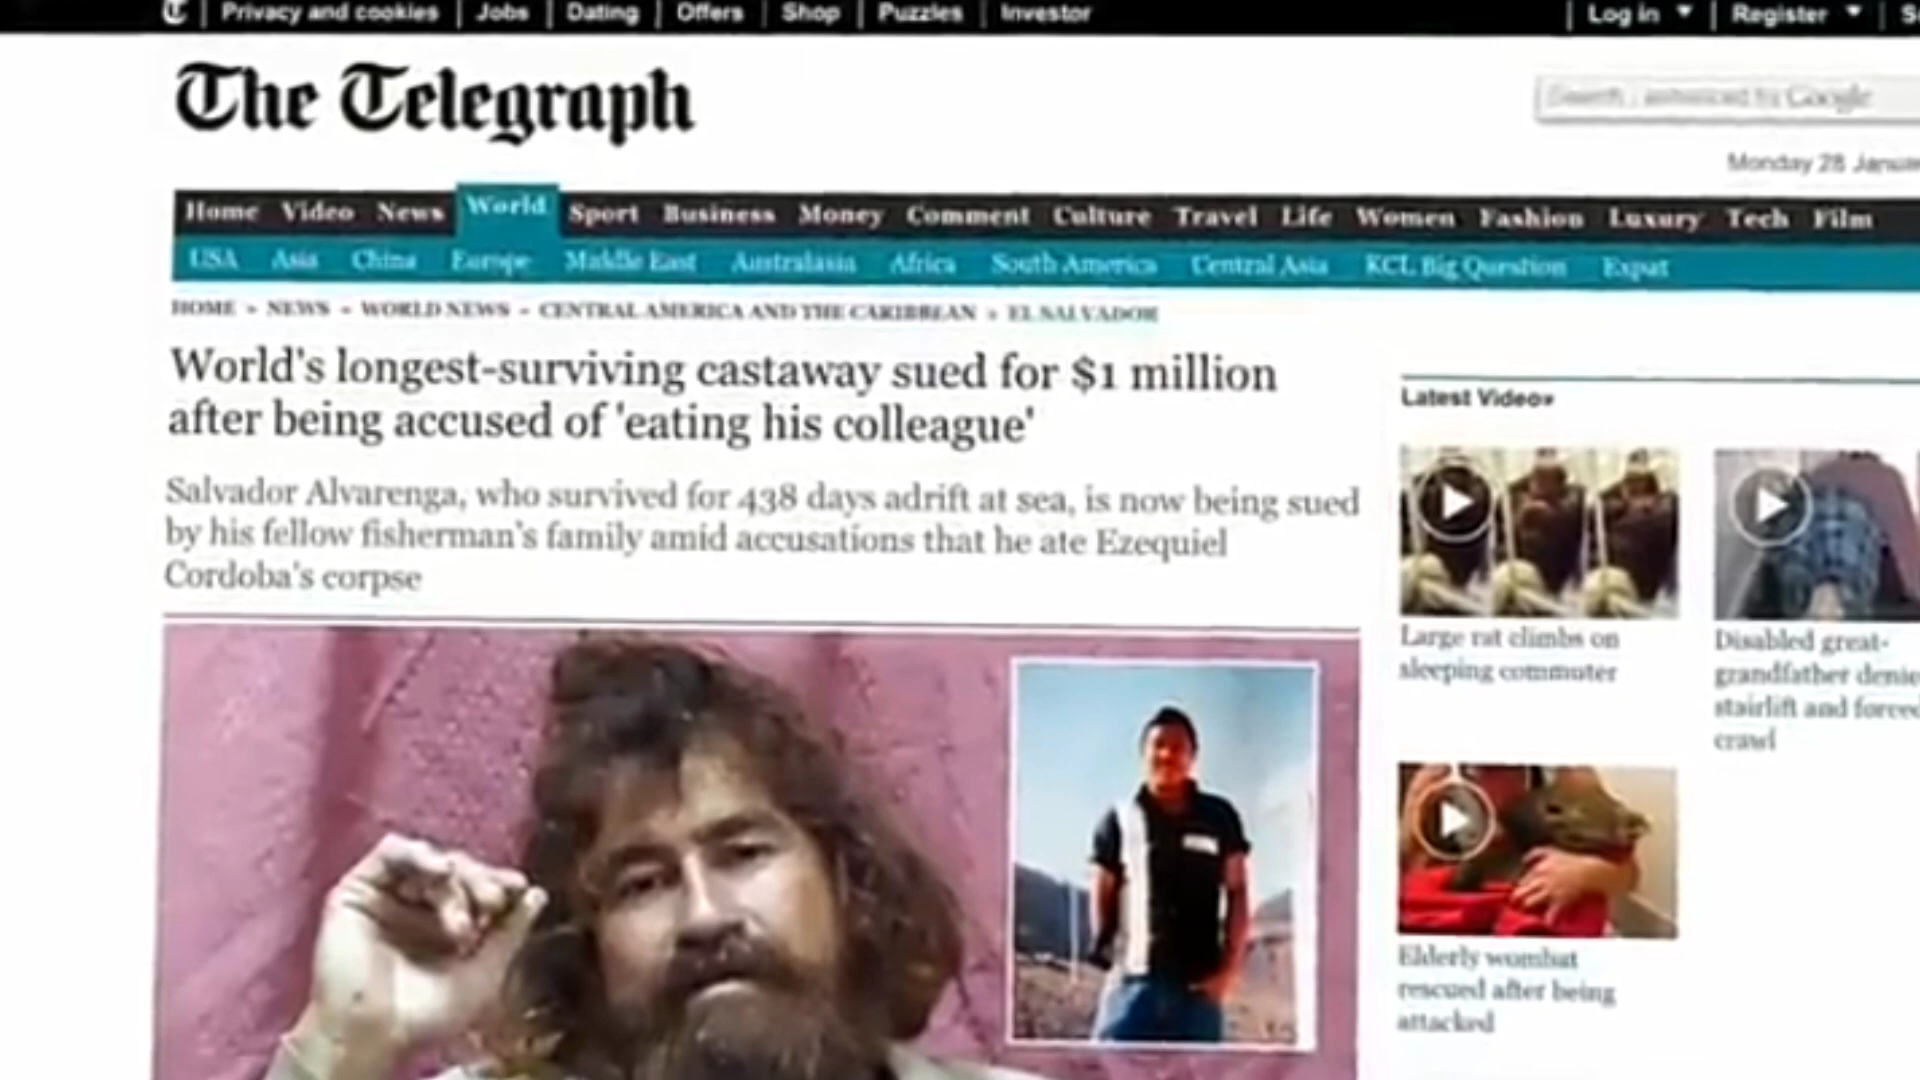 Privacy and cookies | Jobs | Dating | Offers | Shop | Puzzles | Investor
Log in | Register
The Telegraph
Google
Monday 28
Home Video News World Sport Business Money Comment Culture Travel Life Women Fashion Luxury Tech Film
USA Asia China Europe Middle East Australasia Africa South America Central Asia KCL Big Question Expat
HOME » NEWS » WORLD NEWS » CENTRAL AMERICA AND THE CARIBBEAN » EL SALVADOR
World's longest-surviving castaway sued for $1 million
after being accused of 'eating his colleague'
Salvador Alvarenga, who survived for 438 days adrift at sea, is now being sued
by his fellow fisherman's family amid accusations that he ate Ezequiel
Cordoba's corpse
Latest Video»
Large rat climbs on
sleeping commuter
Disabled great-
grandfather
stairlift and
crawl
Elderly wombat
rescued after being
attacked